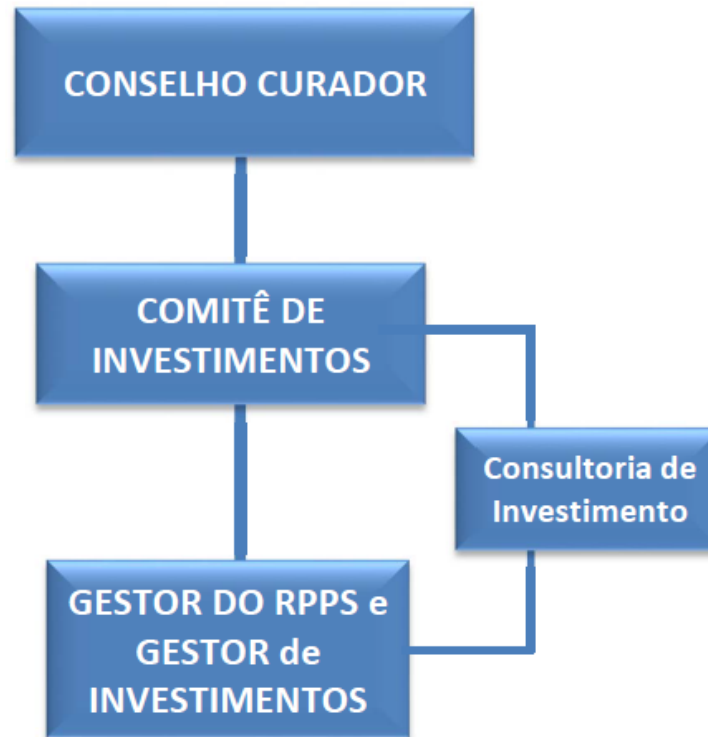 CONSELHO CURADOR
COMITÊ DE
INVESTIMENTOS
Consultoria de
Investimento
GESTOR DO RPPS e
GESTOR de
INVESTIMENTOS